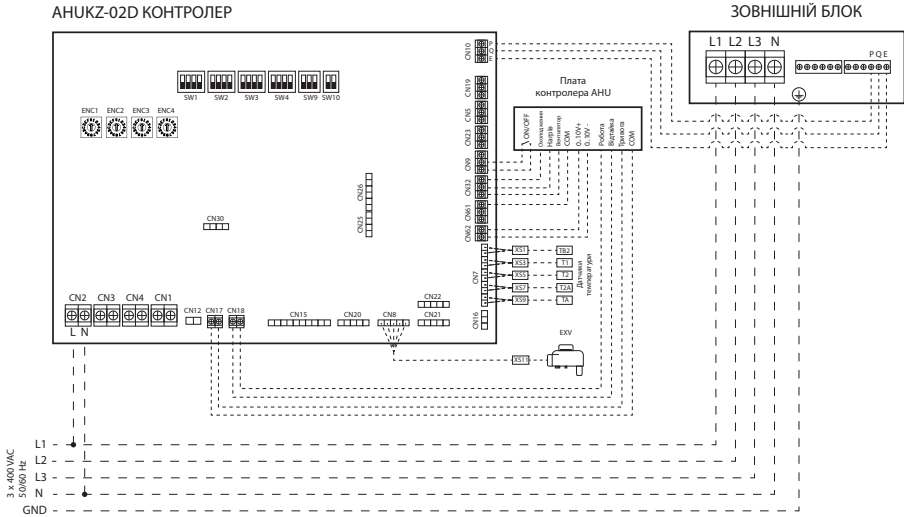 AHUKZ-02D КОНТРОЛЕР
ЗОВНІШНІЙ БЛОК
L1 L2 L3 N
P Q E
CN10
P
Q
E
SW1 SW2 SW3 SW4 SW9 SW10
ENC1 ENC2 ENC3 ENC4
CN19
CN5
CN23
CN9
CN32
CN61
CN62
CN7
CN16
Плата
контролера AHU
ON/OFF
Охолодження
Нагрів
Вентилятор
COM
0..10V+
0..10V -
Робота
Відтайка
Тривога
COM
CN26
CN25
CN30
XS1 TB2
XS3 T1
XS5 T2
XS7 T2A
XS9 TA
Датчики
температури
CN2 CN3 CN4 CN1
CN12 CN17 CN18
CN15 CN20 CN8 CN22
CN21
L N
XS11
EXV
3 x 400 VAC
50/60 Hz
L1
L2
L3
N
GND